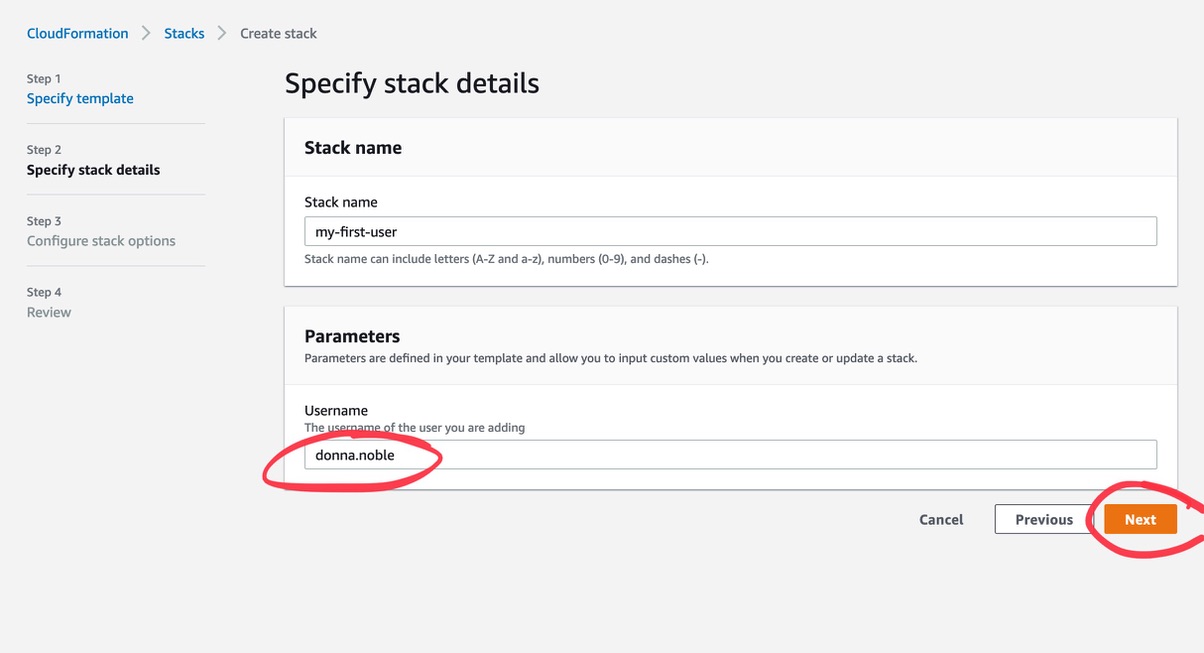 CloudFormation > Stacks > Create stack
Step 1
Specify template
Step 2
Specify stack details
Step 3
Configure stack options
Step 4
Review
Specify stack details
Stack name
Stack name
my-first-user
Stack name can include letters (A-Z and a-z), numbers (0-9), and dashes (-).
Parameters
Parameters are defined in your template and allow you to input custom values when you create or update a stack.
Username
The username of the user you are adding
donna.noble
Cancel Previous Next